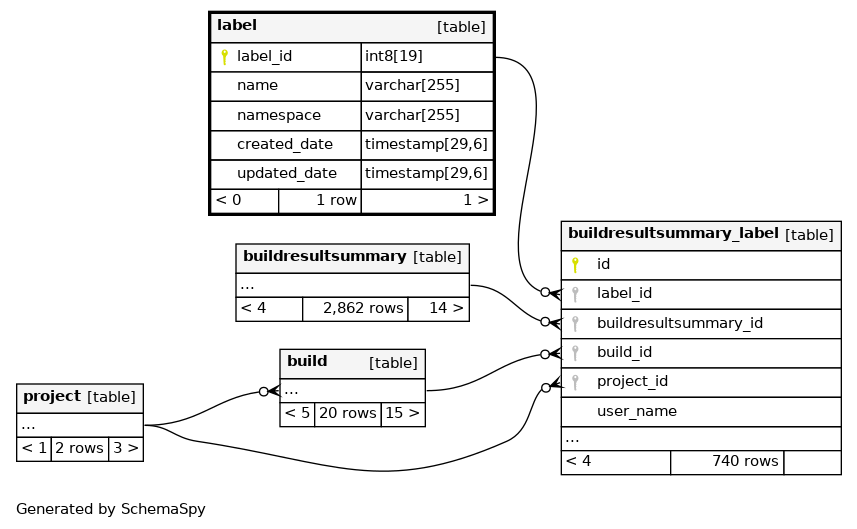 label [table]
label_id int8[19]
name varchar[255]
namespace varchar[255]
created_date timestamp[29,6]
updated_date timestamp[29,6]
< 0 1 row 1 >
buildresultsummary [table]
...
< 4 2,862 rows 14 >
build [table]
...
< 5 20 rows 15 >
project [table]
...
< 1 2 rows 3 >
buildresultsummary_label [table]
id
label_id
buildresultsummary_id
build_id
project_id
user_name
...
< 4 740 rows
Generated by SchemaSpy